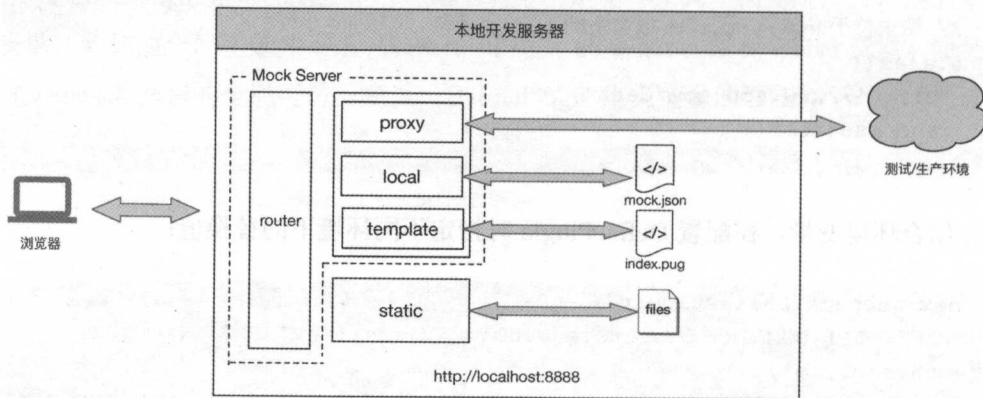 本地开发服务器
Mock Server
proxy
local
template
router
static
mock.json
index.pug
files
浏览器
测试/生产环境
http://localhost:8888
</>
</>